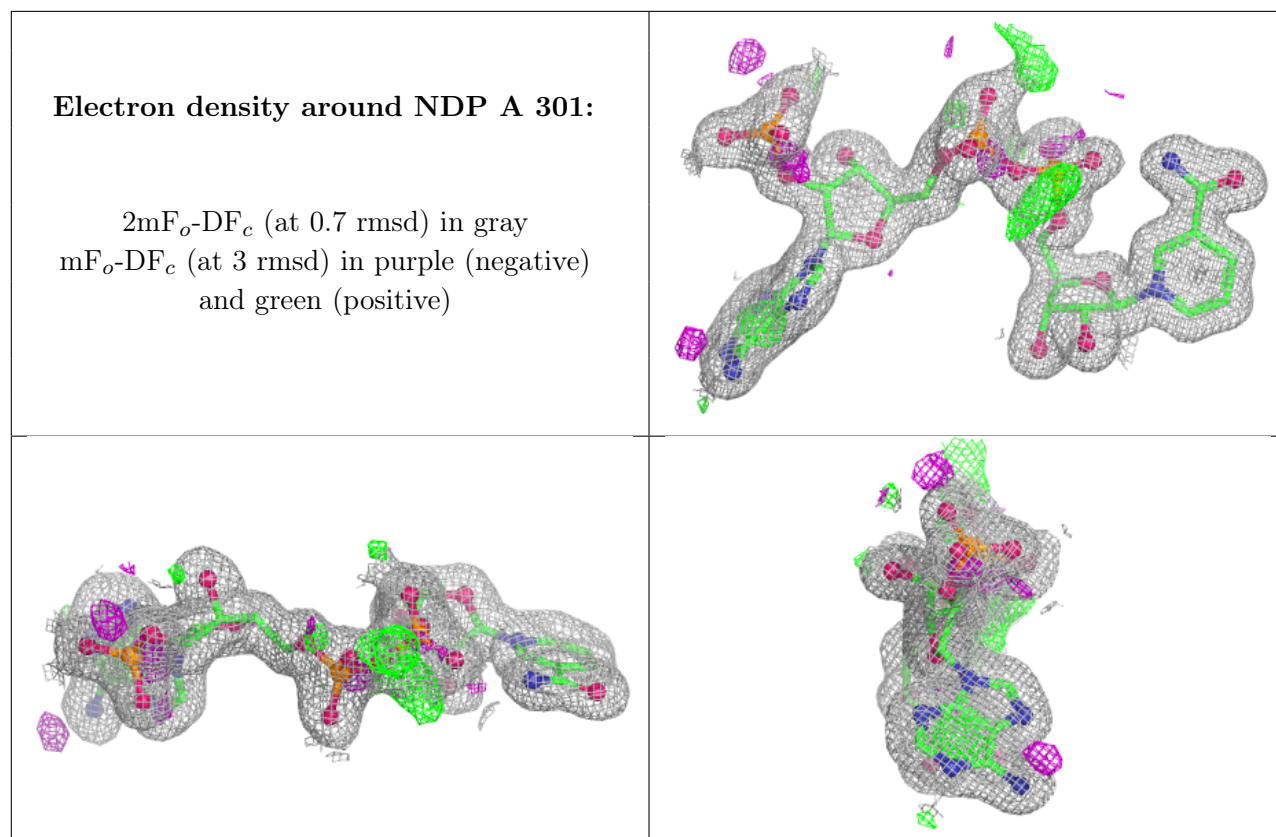 Electron density around NDP A 301:
2mFo-DFc (at 0.7 rmsd) in gray
mFo-DFc (at 3 rmsd) in purple (negative)
and green (positive)